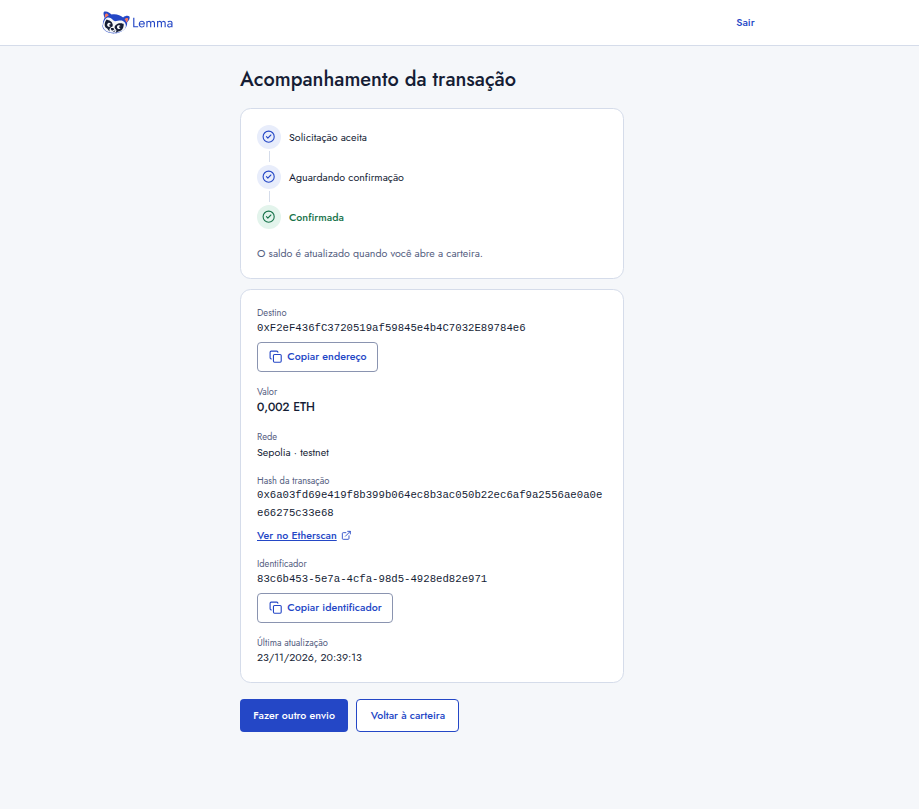 Lemma
Sair
Acompanhamento da transação
Solicitação aceita
Aguardando confirmação
Confirmada
O saldo é atualizado quando você abre a carteira.
Destino
0xF2eF436fC3720519af59845e4b4C7032E89784e6
Copiar endereço
Valor
0,002 ETH
Rede
Sepolia · testnet
Hash da transação
0x6a03fd69e419f8b399b064ec8b3ac050b22ec6af9a2556ae0a0e
e66275c33e68
Ver no Etherscan
Identificador
83c6b453-5e7a-4cfa-98d5-4928ed82e971
Copiar identificador
Última atualização
23/11/2026, 20:39:13
Fazer outro envio
Voltar à carteira